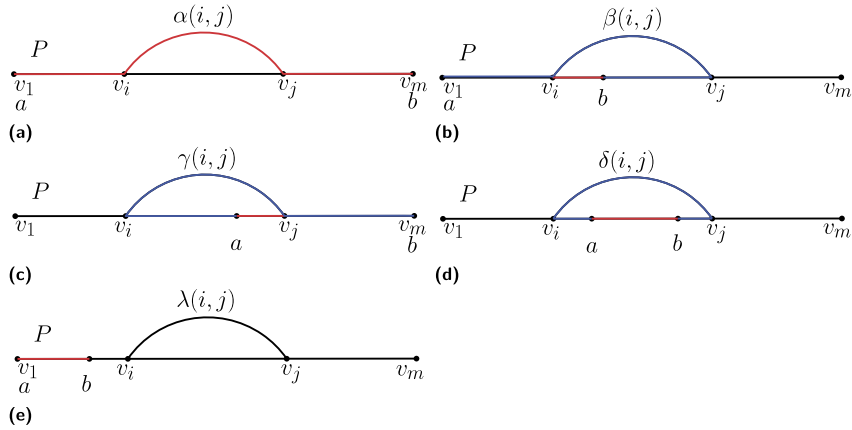 α(i, j)
P
v₁ vᵢ vⱼ vₘ
a b
(a)
β(i, j)
P
v₁ vᵢ b vⱼ vₘ
a
(b)
γ(i, j)
P
v₁ vᵢ a vⱼ vₘ
b
(c)
δ(i, j)
P
v₁ vᵢ vⱼ vₘ
a b
(d)
λ(i, j)
P
v₁ vᵢ vⱼ vₘ
a b
(e)